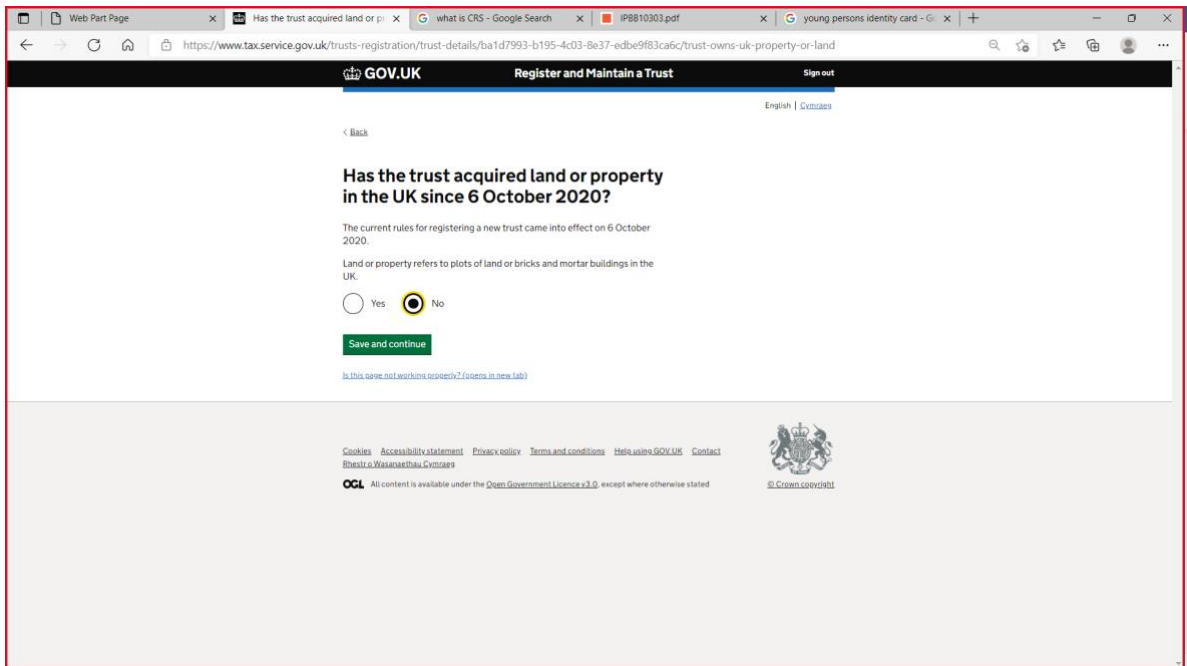 Web Part Page
Has the trust acquired land or pr
what is CRS - Google Search
IPB810303.pdf
young persons identity card - G
https://www.tax.service.gov.uk/trusts-registration/trust-details/ba1d7993-b195-4c03-8e37-edbe9f83ca6c/trust-owns-uk-property-or-land
GOV.UK
Register and Maintain a Trust
Sign out
English | Cymraeg
< Back
Has the trust acquired land or property
in the UK since 6 October 2020?
The current rules for registering a new trust came into effect on 6 October
2020.
Land or property refers to plots of land or bricks and mortar buildings in the
UK.
Yes No
Save and continue
Is this page not working properly? (opens in new tab)
Cookies Accessibility statement Privacy policy Terms and conditions Help using GOV.UK Contact
Rhestr o Wasanaethau Cymraeg
OGL All content is available under the Open Government Licence v3.0, except where otherwise stated
© Crown copyright